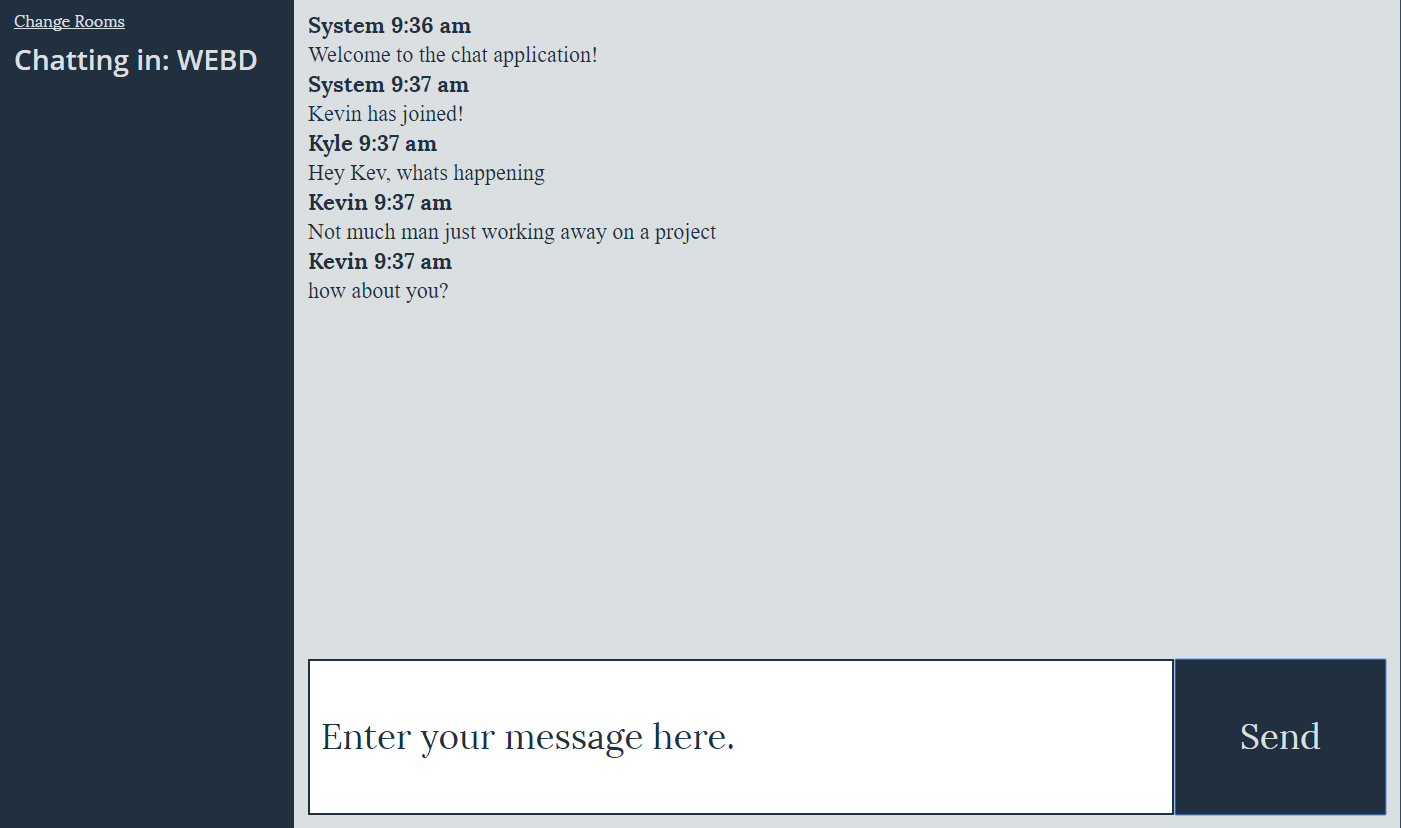 Change Rooms
Chatting in: WEBD
System 9:36 am
Welcome to the chat application!
System 9:37 am
Kevin has joined!
Kyle 9:37 am
Hey Kev, whats happening
Kevin 9:37 am
Not much man just working away on a project
Kevin 9:37 am
how about you?
Enter your message here.
Send